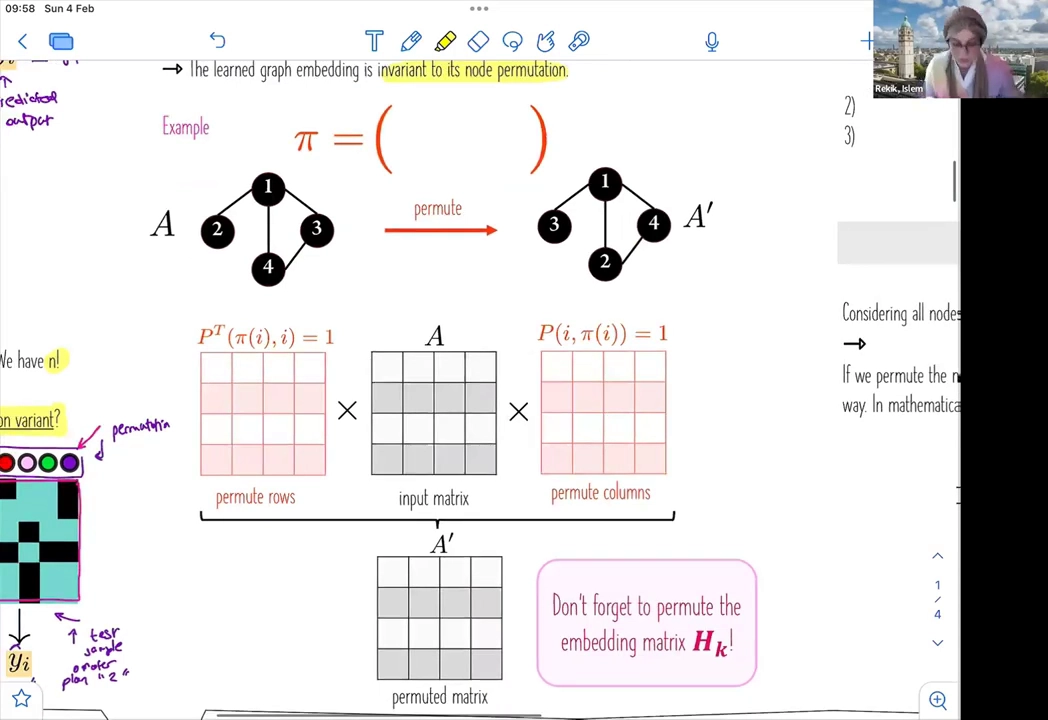 09:58 Sun 4 Feb
Rekik, Islem
→ The learned graph embedding is invariant to its node permutation.
output
2)
3)
Example
π = ( )
1
2
3
4
A
permute
1
3
4
2
A′
P^T(π(i), i) = 1
A
P(i, π(i)) = 1
×
×
permute rows
input matrix
permute columns
A′
permuted matrix
Don't forget to permute the
embedding matrix H_k!
We have n!
on variant?
permutation
test
sample
play "2"
y_i
Considering all nodes
→
If we permute the n
way. In mathematica
1
/
4